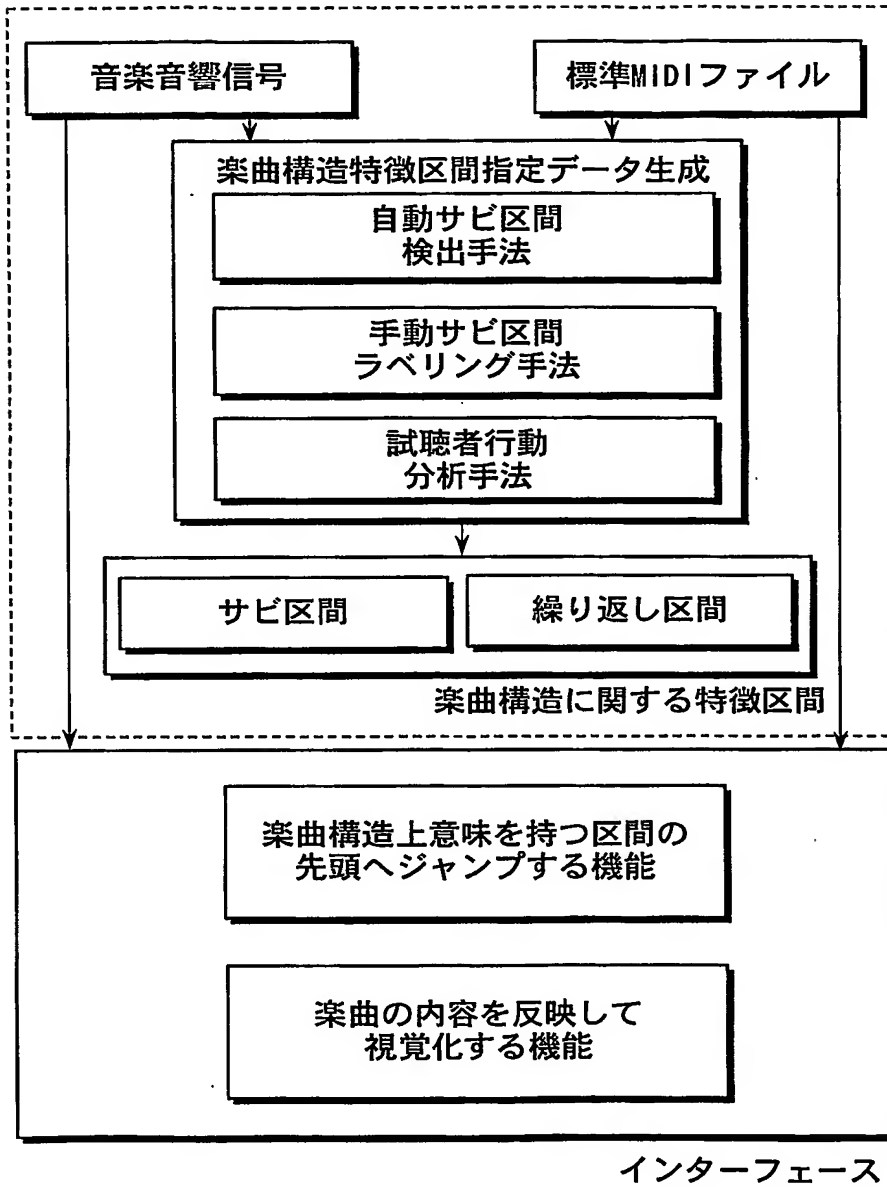 音楽音響信号
標準MIDIファイル
楽曲構造特徴区間指定データ生成
自動サビ区間
検出手法
手動サビ区間
ラベリング手法
試聴者行動
分析手法
サビ区間
繰り返し区間
楽曲構造に関する特徴区間
楽曲構造上意味を持つ区間の
先頭へジャンプする機能
楽曲の内容を反映して
視覚化する機能
インターフェース